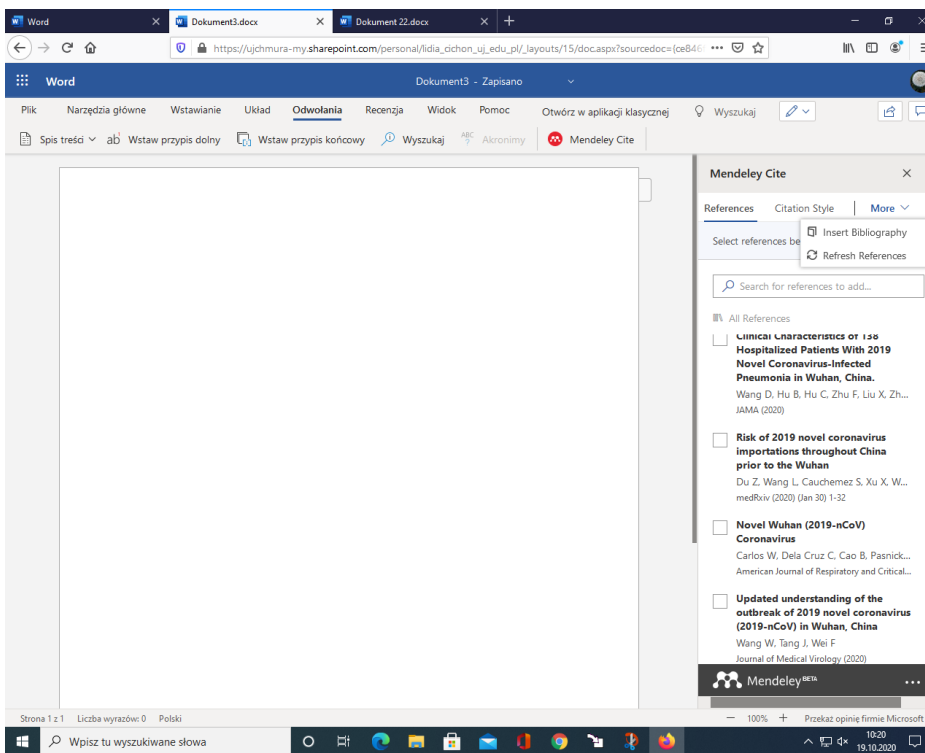 Word
Dokument3.docx
Dokument 22.docx
https://ujchmura-my.sharepoint.com/personal/lidia_cichon_uj_edu_pl/_layouts/15/doc.aspx?sourcedoc={ce846
Word
Dokument3 - Zapisano
Plik Narzędzia główne Wstawianie Układ Odwołania Recenzja Widok Pomoc Otwórz w aplikacji klasycznej Wyszukaj
Spis treści ab Wstaw przypis dolny Wstaw przypis końcowy Wyszukaj ABC Akronimy Mendeley Cite
Mendeley Cite
References Citation Style More
Insert Bibliography
Select references be
Refresh References
Search for references to add...
All References
Clinical Characteristics of 138
Hospitalized Patients With 2019
Novel Coronavirus-Infected
Pneumonia in Wuhan, China.
Wang D, Hu B, Hu C, Zhu F, Liu X, Zh...
JAMA (2020)
Risk of 2019 novel coronavirus
importations throughout China
prior to the Wuhan
Du Z, Wang L, Cauchemez S, Xu X, W...
medRxiv (2020) (Jan 30) 1-32
Novel Wuhan (2019-nCoV)
Coronavirus
Carlos W, Dela Cruz C, Cao B, Pasnick...
American Journal of Respiratory and Critical...
Updated understanding of the
outbreak of 2019 novel coronavirus
(2019-nCoV) in Wuhan, China
Wang W, Tang J, Wei F
Journal of Medical Virology (2020)
Mendeley BETA
Strona 1 z 1 Liczba wyrazów: 0 Polski 100% Przekaż opinię firmie Microsoft
Wpisz tu wyszukiwane słowa
10:20
19.10.2020